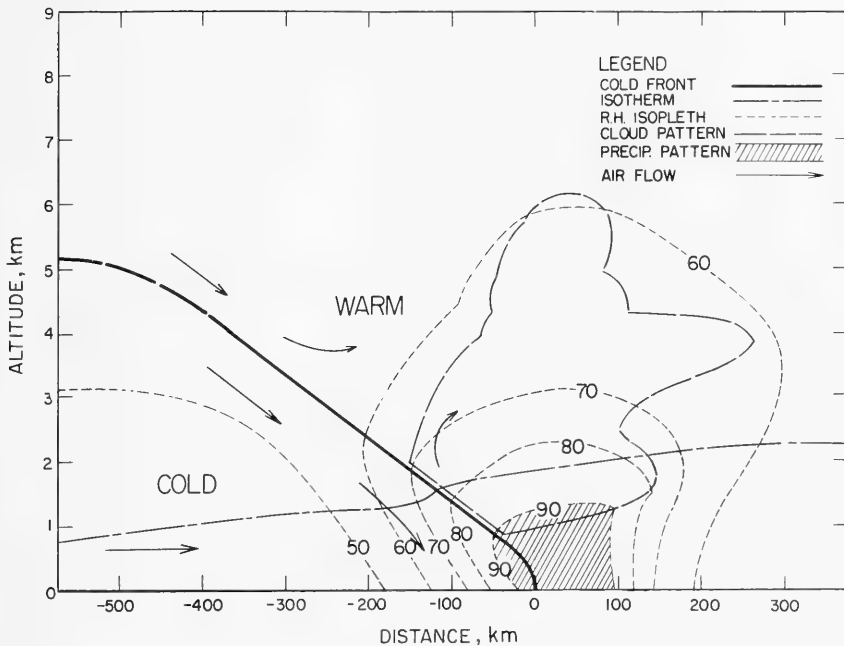 9
8
7
6
5
4
3
2
1
0
ALTITUDE, km
LEGEND
COLD FRONT
ISOTHERM
R.H. ISOPLETH
CLOUD PATTERN
PRECIP. PATTERN
AIR FLOW
WARM
COLD
60
70
80
90
50
60
70
80
90
-500
-400
-300
-200
-100
0
100
200
300
DISTANCE, km